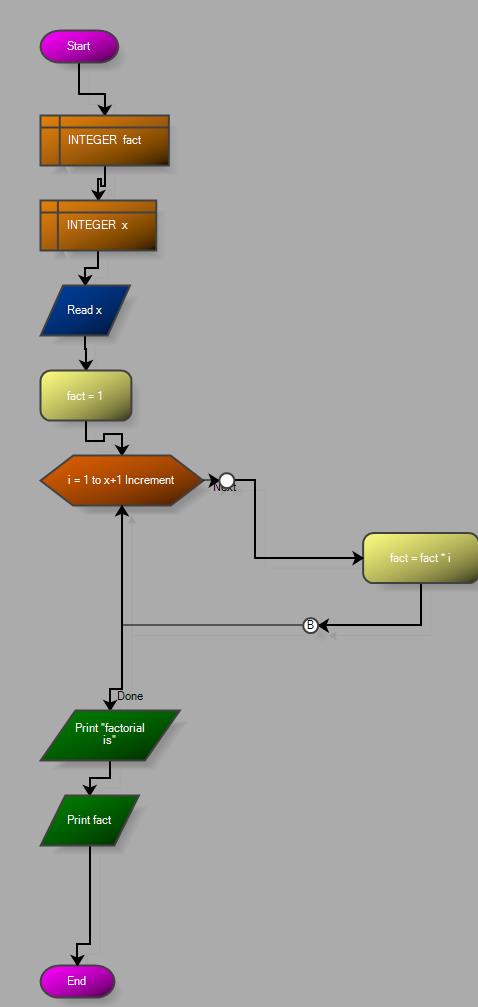 Start
INTEGER fact
INTEGER x
Read x
fact = 1
i = 1 to x+1 Increment
Next
fact = fact * i
B
Done
Print "factorial
is"
Print fact
End